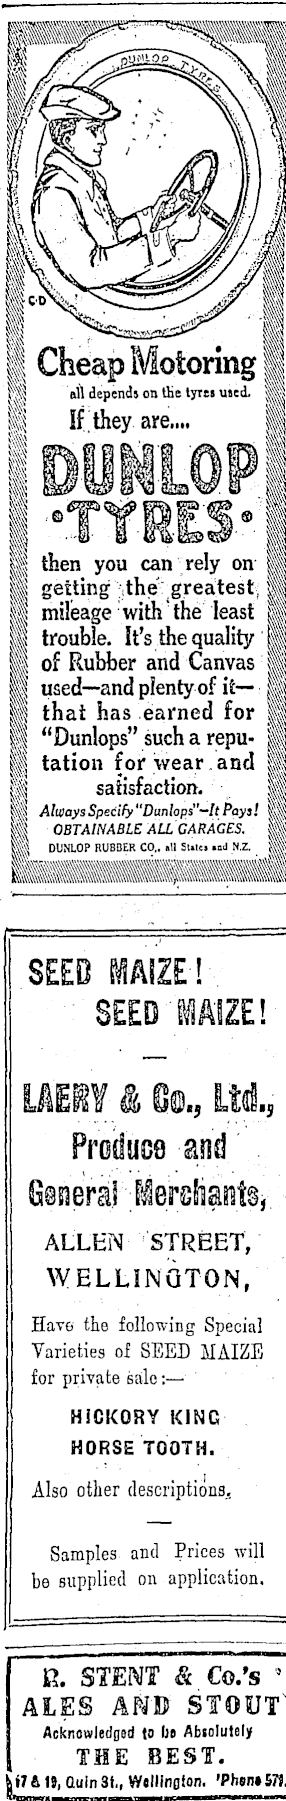 DUNLOP TYRES
C·D
Cheap Motoring
all depends on the tyres used.
If they are....
DUNLOP
•TYRES•
then you can rely on
getting the greatest
mileage with the least
trouble. It's the quality
of Rubber and Canvas
used—and plenty of it—
that has earned for
"Dunlops" such a repu-
tation for wear and
satisfaction.
Always Specify "Dunlops"—It Pays!
OBTAINABLE ALL GARAGES.
DUNLOP RUBBER CO., all States and N.Z.
SEED MAIZE!
SEED MAIZE!
LAERY & Co., Ltd.,
Produce and
General Merchants,
ALLEN STREET,
WELLINGTON,
Have the following Special
Varieties of SEED MAIZE
for private sale:—
HICKORY KING
HORSE TOOTH.
Also other descriptions.
Samples and Prices will
be supplied on application.
R. STENT & Co.'s
ALES AND STOUT
Acknowledged to be Absolutely
THE BEST.
17 & 19, Quin St., Wellington. 'Phone 579.